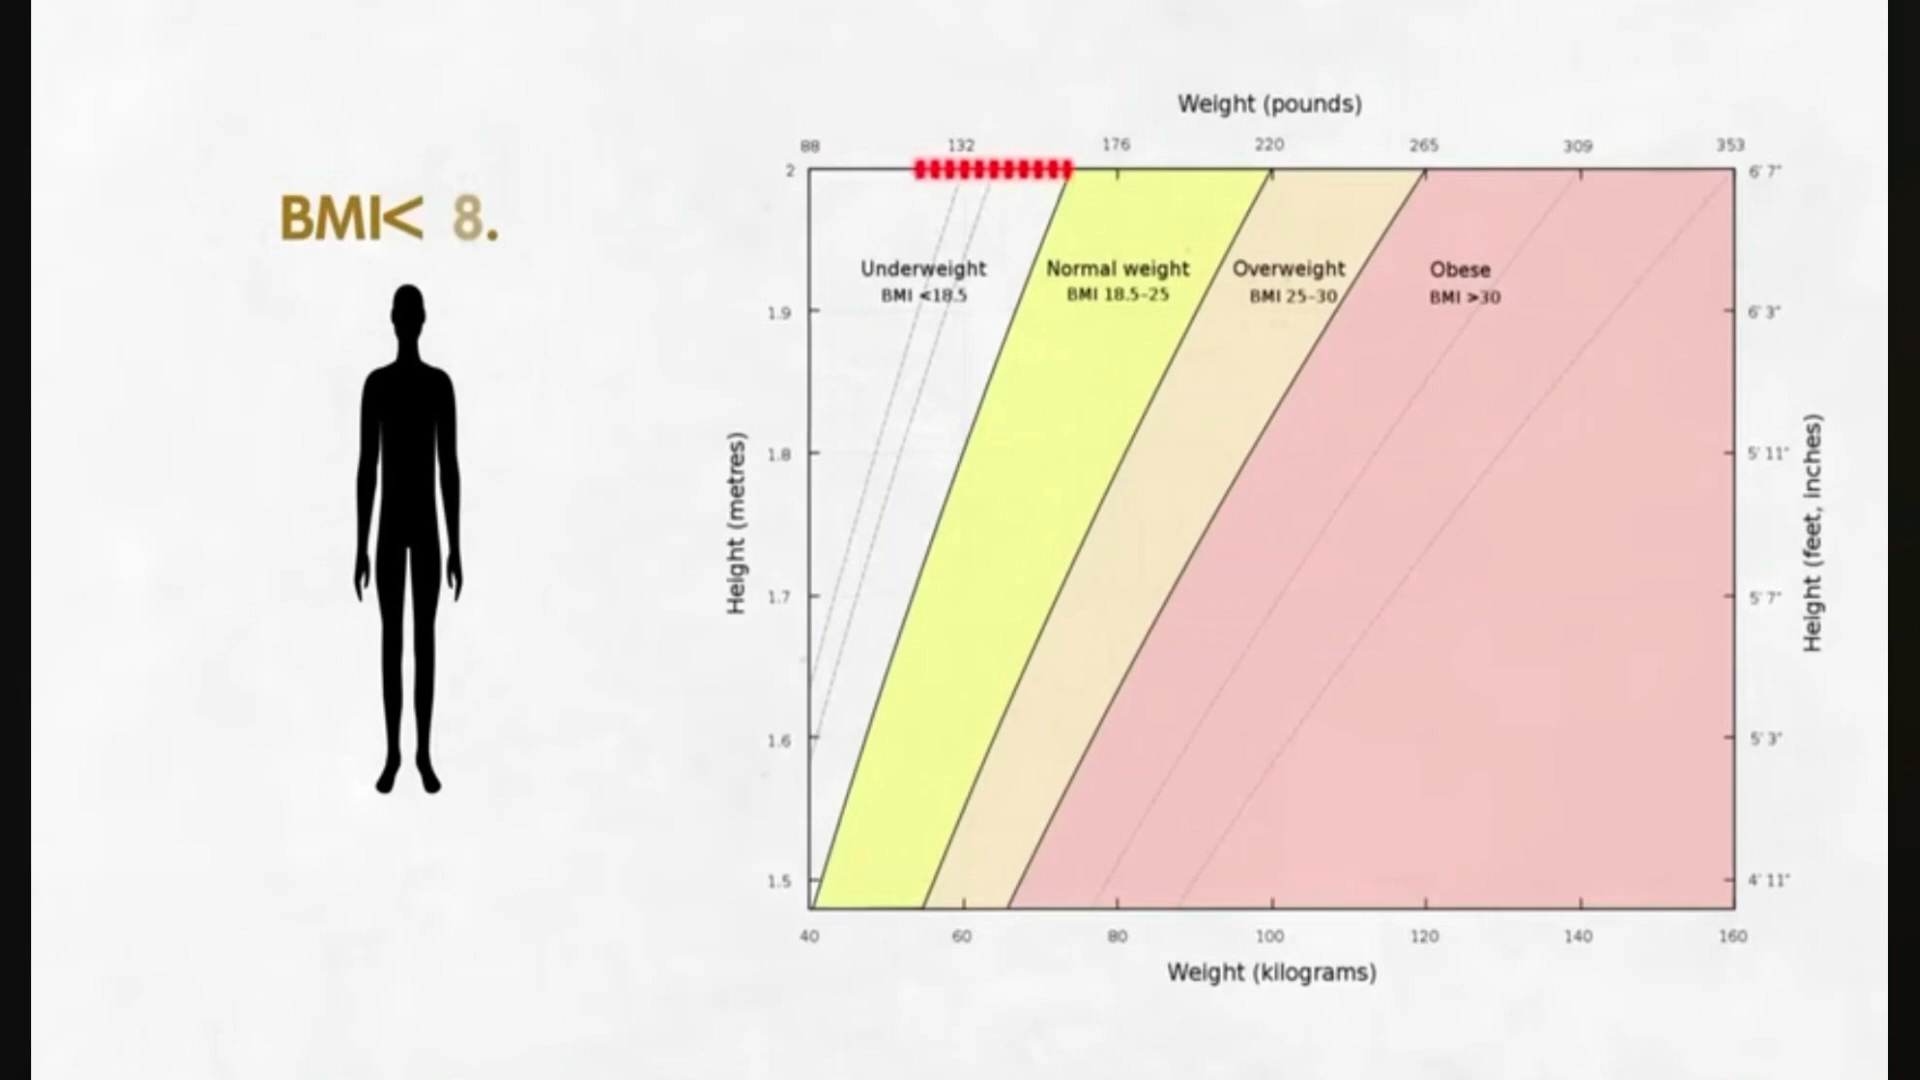 BMI< 8.
Weight (pounds)
88 132 176 220 265 309 353
2 6' 7"
Underweight Normal weight Overweight Obese
BMI <18.5 BMI 18.5-25 BMI 25-30 BMI >30
1.9 6' 3"
1.8 5' 11"
Height (metres)
Height (feet, inches)
1.7 5' 7"
1.6 5' 3"
1.5 4' 11"
40 60 80 100 120 140 160
Weight (kilograms)